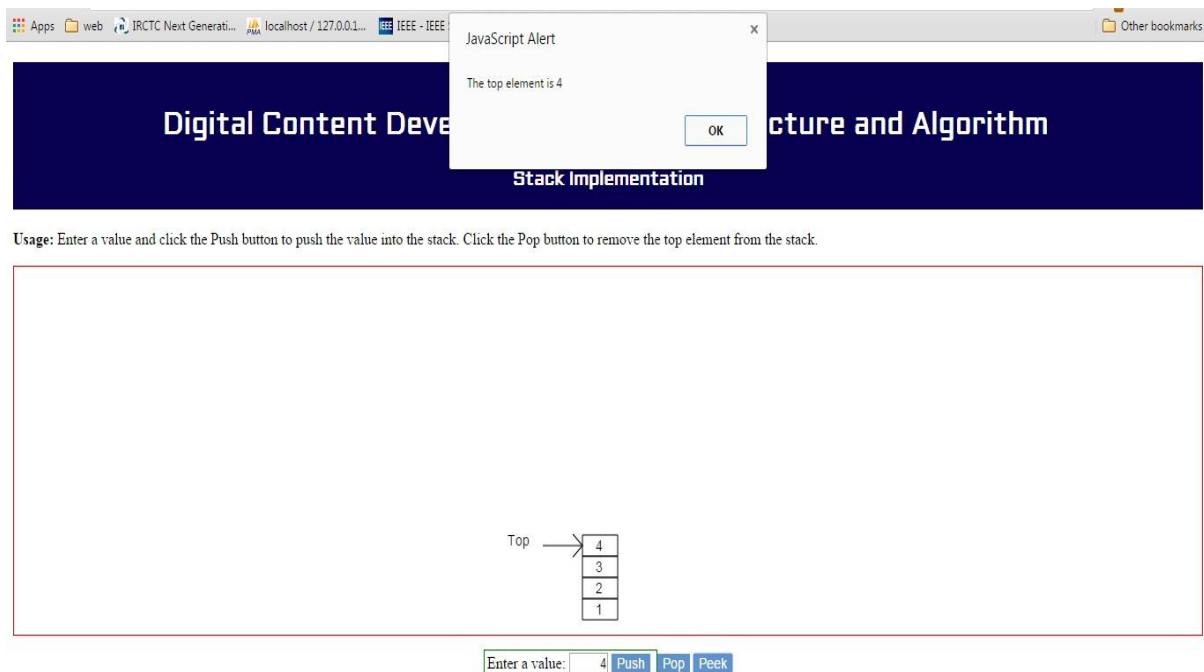 Apps web IRCTC Next Generati... localhost / 127.0.0.1... IEEE - IEEE Other bookmarks
JavaScript Alert x
The top element is 4
OK
Digital Content Deve cture and Algorithm
Stack Implementation
Usage: Enter a value and click the Push button to push the value into the stack. Click the Pop button to remove the top element from the stack.
Top 4
3
2
1
Enter a value: 4 Push Pop Peek